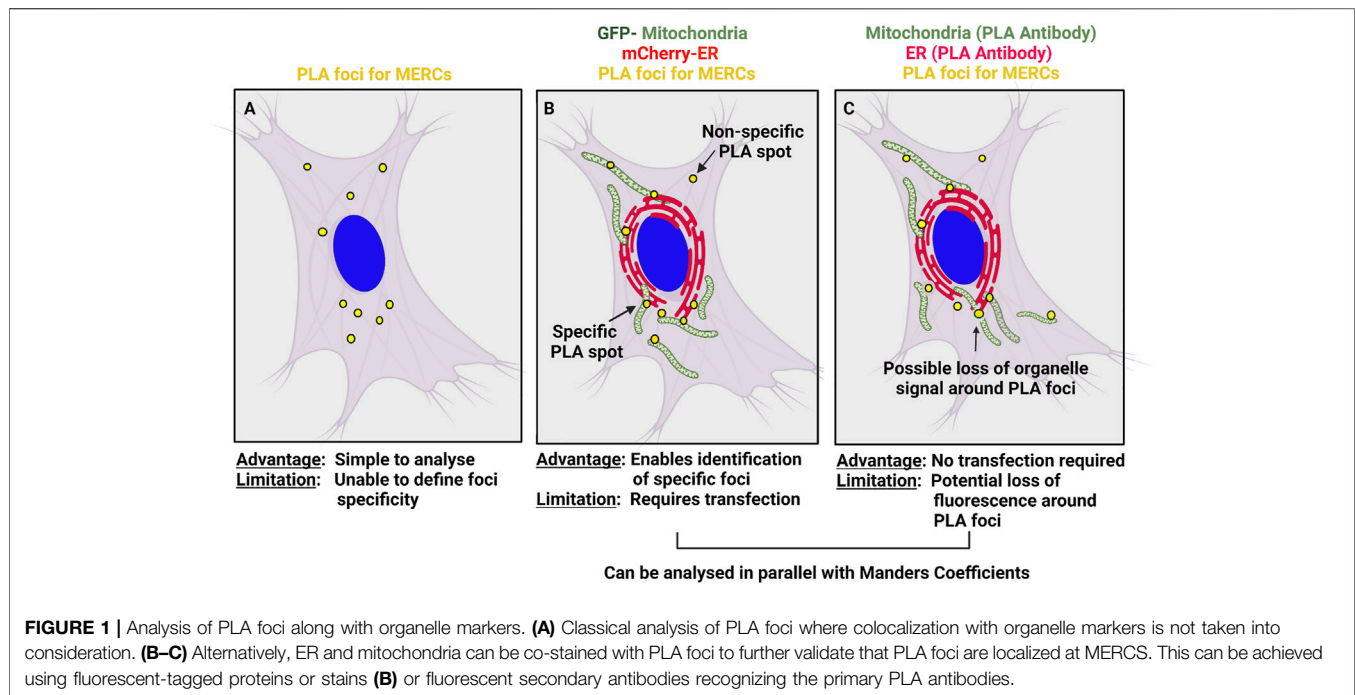 PLA foci for MERCs
A
Advantage: Simple to analyse
Limitation: Unable to define foci
specificity
GFP- Mitochondria
mCherry-ER
PLA foci for MERCs
B
Non-specific
PLA spot
Specific
PLA spot
Advantage: Enables identification
of specific foci
Limitation: Requires transfection
Mitochondria (PLA Antibody)
ER (PLA Antibody)
PLA foci for MERCs
C
Possible loss of organelle
signal around PLA foci
Advantage: No transfection required
Limitation: Potential loss of
fluorescence around
PLA foci
Can be analysed in parallel with Manders Coefficients
FIGURE 1 | Analysis of PLA foci along with organelle markers. (A) Classical analysis of PLA foci where colocalization with organelle markers is not taken into
consideration. (B–C) Alternatively, ER and mitochondria can be co-stained with PLA foci to further validate that PLA foci are localized at MERCS. This can be achieved
using fluorescent-tagged proteins or stains (B) or fluorescent secondary antibodies recognizing the primary PLA antibodies.